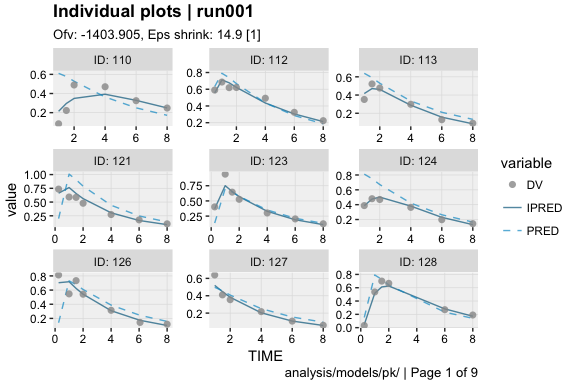 Individual plots | run001
Ofv: -1403.905, Eps shrink: 14.9 [1]
ID: 110 ID: 112 ID: 113
0.6 0.4 0.2
0.8 0.6 0.4 0.2
0.6 0.4 0.2
0 2 4 6 8
2 4 6 8
2 4 6 8
ID: 121 ID: 123 ID: 124
1.00 0.75 0.50 0.25
0.75 0.50 0.25
0.8 0.6 0.4 0.2
0 2 4 6 8
0 2 4 6 8
2 4 6 8
ID: 126 ID: 127 ID: 128
0.8 0.6 0.4 0.2
0.6 0.4 0.2
0.8 0.6 0.4 0.2 0.0
0 2 4 6 8
2 4 6 8
0 2 4 6 8
value
TIME
variable
DV
IPRED
PRED
analysis/models/pk/ | Page 1 of 9